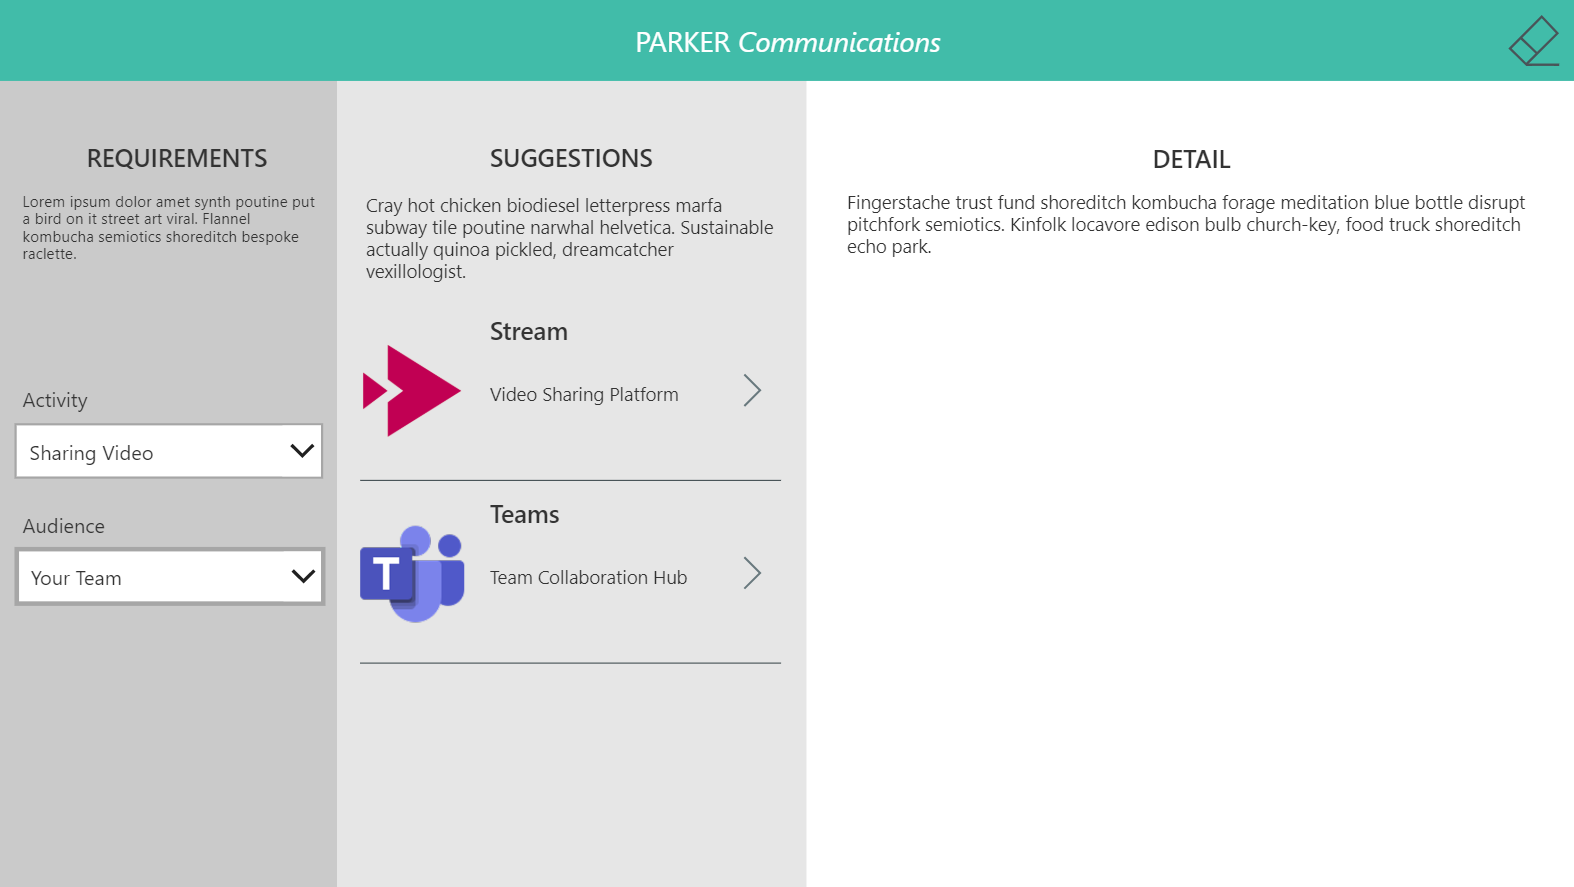 PARKER Communications
REQUIREMENTS
Lorem ipsum dolor amet synth poutine put
a bird on it street art viral. Flannel
kombucha semiotics shoreditch bespoke
raclette.
Activity
Sharing Video
Audience
Your Team
SUGGESTIONS
Cray hot chicken biodiesel letterpress marfa
subway tile poutine narwhal helvetica. Sustainable
actually quinoa pickled, dreamcatcher
vexillologist.
Stream
Video Sharing Platform
Teams
T
Team Collaboration Hub
DETAIL
Fingerstache trust fund shoreditch kombucha forage meditation blue bottle disrupt
pitchfork semiotics. Kinfolk locavore edison bulb church-key, food truck shoreditch
echo park.